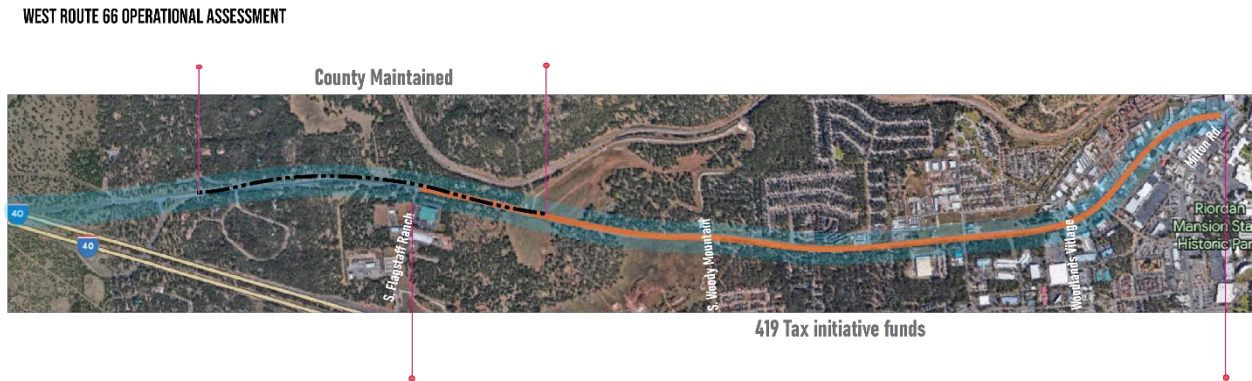 WEST ROUTE 66 OPERATIONAL ASSESSMENT
County Maintained
40
40
S. Flagstaff Ranch
S. Woody Mountain
Woodlands Village
Milton Rd.
Riordan
Mansion Sta
Historic Par
419 Tax initiative funds